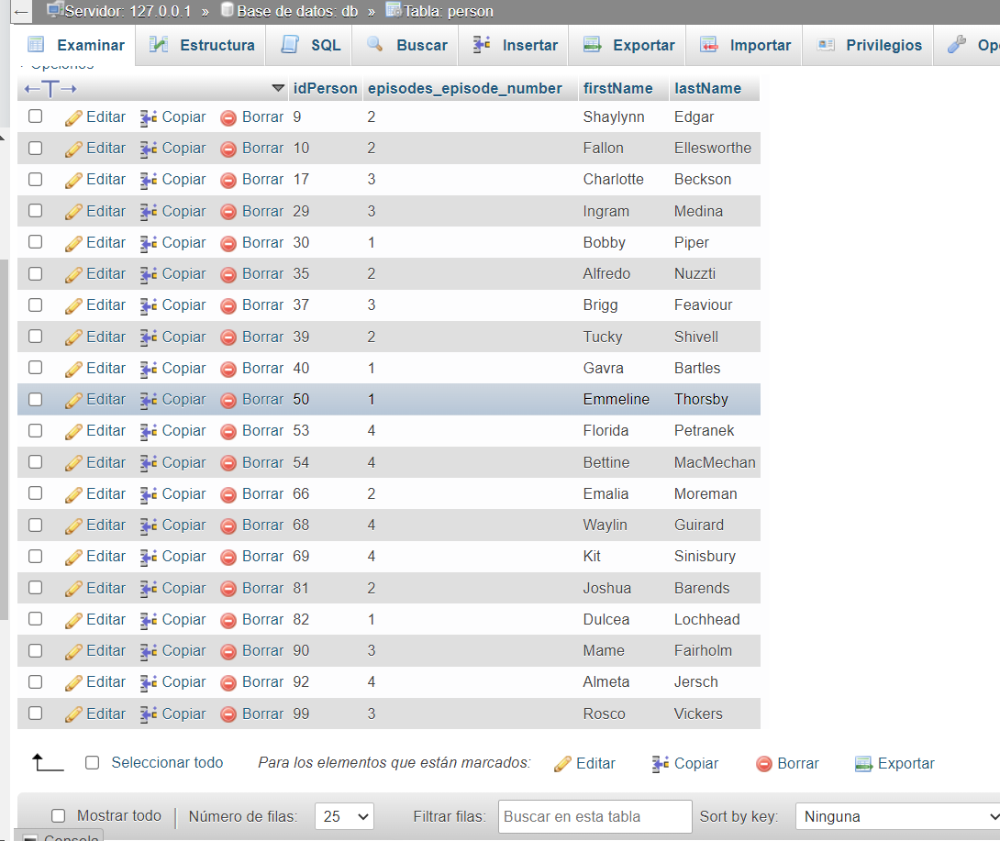 Servidor: 127.0.0.1 » Base de datos: db » Tabla: person
Examinar Estructura SQL Buscar Insertar Exportar Importar Privilegios Op
Opciones
←T→ idPerson episodes_episode_number firstName lastName
Editar Copiar Borrar 9 2 Shaylynn Edgar
Editar Copiar Borrar 10 2 Fallon Ellesworthe
Editar Copiar Borrar 17 3 Charlotte Beckson
Editar Copiar Borrar 29 3 Ingram Medina
Editar Copiar Borrar 30 1 Bobby Piper
Editar Copiar Borrar 35 2 Alfredo Nuzzti
Editar Copiar Borrar 37 3 Brigg Feaviour
Editar Copiar Borrar 39 2 Tucky Shivell
Editar Copiar Borrar 40 1 Gavra Bartles
Editar Copiar Borrar 50 1 Emmeline Thorsby
Editar Copiar Borrar 53 4 Florida Petranek
Editar Copiar Borrar 54 4 Bettine MacMechan
Editar Copiar Borrar 66 2 Emalia Moreman
Editar Copiar Borrar 68 4 Waylin Guirard
Editar Copiar Borrar 69 4 Kit Sinisbury
Editar Copiar Borrar 81 2 Joshua Barends
Editar Copiar Borrar 82 1 Dulcea Lochhead
Editar Copiar Borrar 90 3 Mame Fairholm
Editar Copiar Borrar 92 4 Almeta Jersch
Editar Copiar Borrar 99 3 Rosco Vickers
Seleccionar todo Para los elementos que están marcados: Editar Copiar Borrar Exportar
Mostrar todo Número de filas: 25 Filtrar filas: Buscar en esta tabla Sort by key: Ninguna
Consola